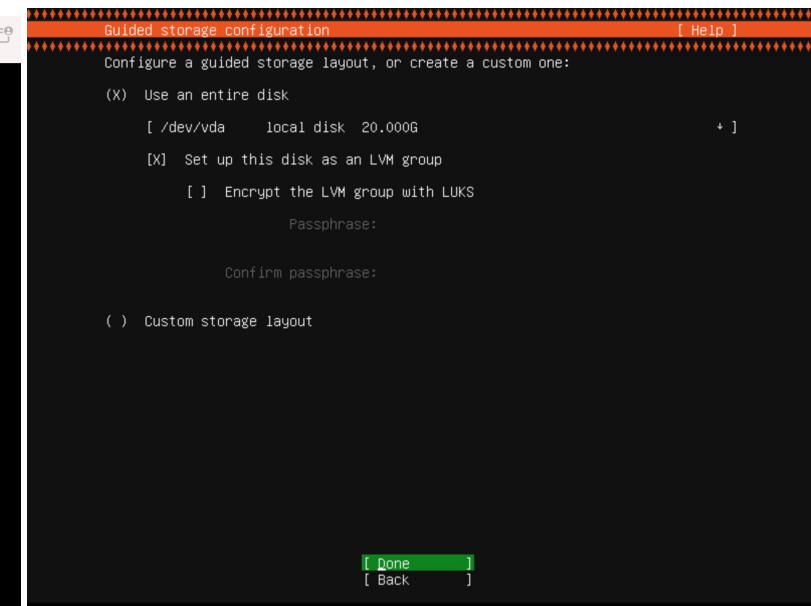 Guided storage configuration [ Help ]
Configure a guided storage layout, or create a custom one:
(X) Use an entire disk
[ /dev/vda local disk 20.000G ↓ ]
[X] Set up this disk as an LVM group
[ ] Encrypt the LVM group with LUKS
Passphrase:
Confirm passphrase:
( ) Custom storage layout
[ Done ]
[ Back ]